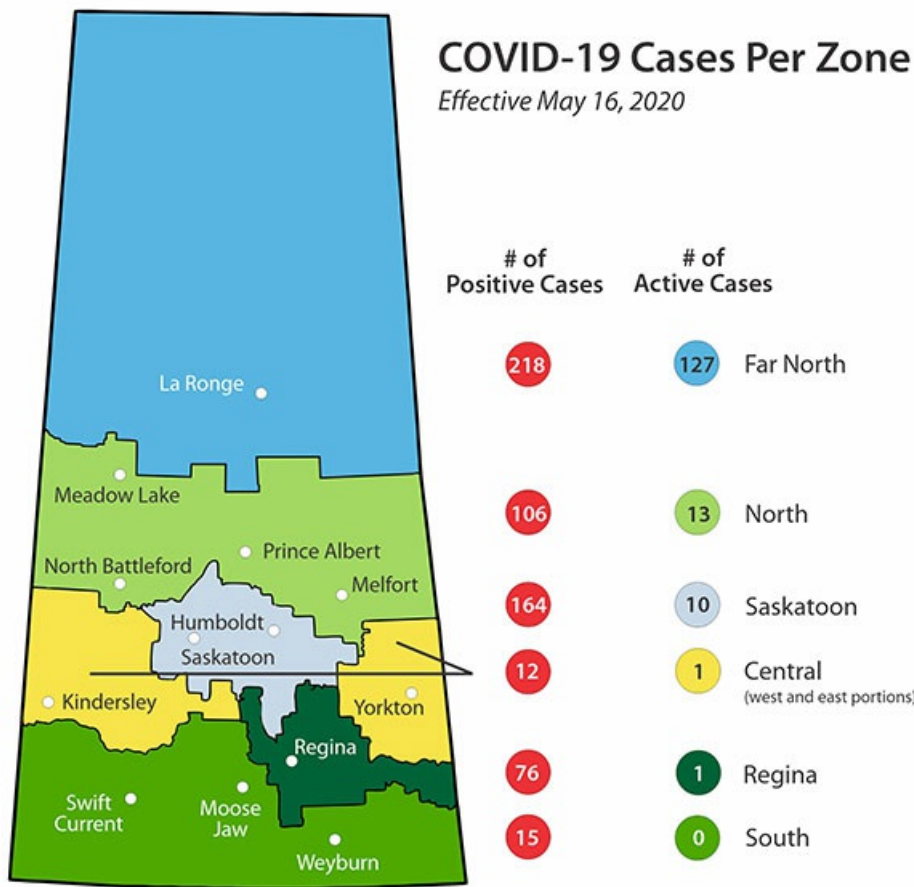 COVID-19 Cases Per Zone
Effective May 16, 2020
# of
Positive Cases
# of
Active Cases
218
127
Far North
106
13
North
164
10
Saskatoon
12
1
Central
(west and east portions)
76
1
Regina
15
0
South
La Ronge
Meadow Lake
Prince Albert
North Battleford
Melfort
Humboldt
Saskatoon
Kindersley
Yorkton
Regina
Swift
Current
Moose
Jaw
Weyburn